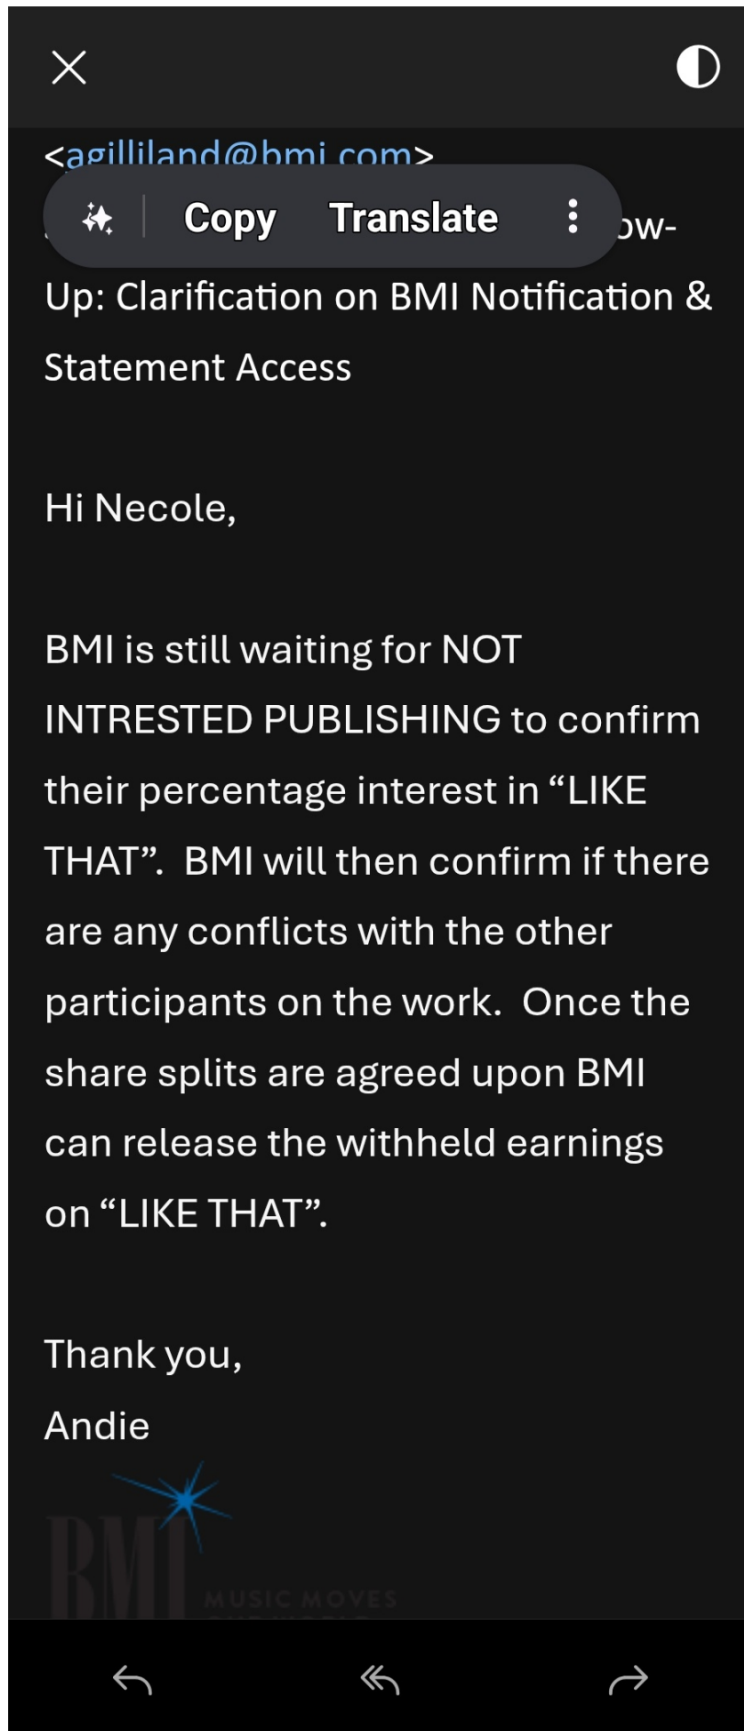 <agilliland@bmi.com>
Copy Translate
ow-
Up: Clarification on BMI Notification &
Statement Access
Hi Necole,
BMI is still waiting for NOT
INTRESTED PUBLISHING to confirm
their percentage interest in “LIKE
THAT”.  BMI will then confirm if there
are any conflicts with the other
participants on the work.  Once the
share splits are agreed upon BMI
can release the withheld earnings
on “LIKE THAT”.
Thank you,
Andie
BMI
MUSIC MOVES